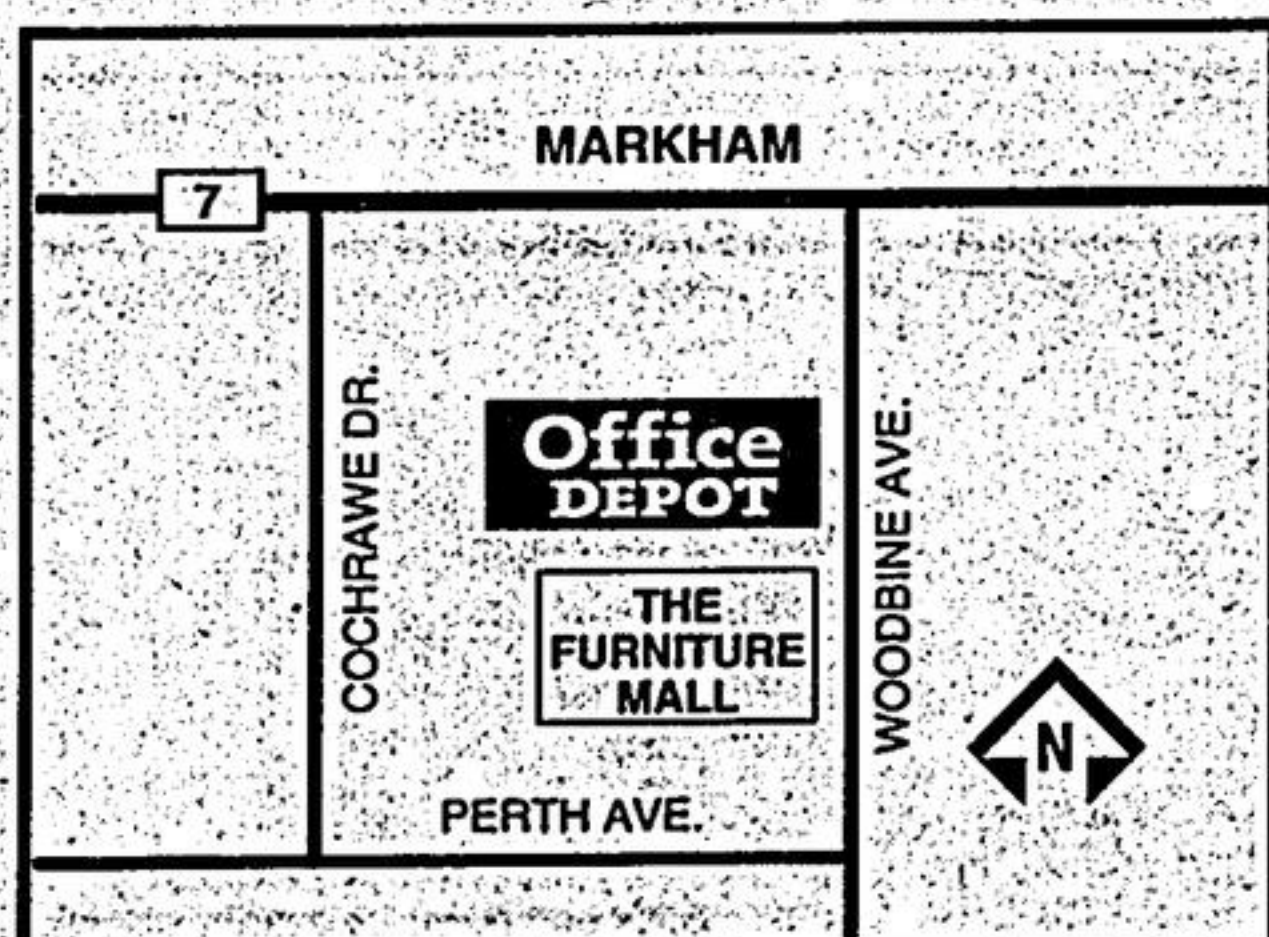 MARKHAM
7
COCHRAWE DR.
Office
DEPOT
WOODBINE AVE.
THE
FURNITURE
MALL
N
PERTH AVE.